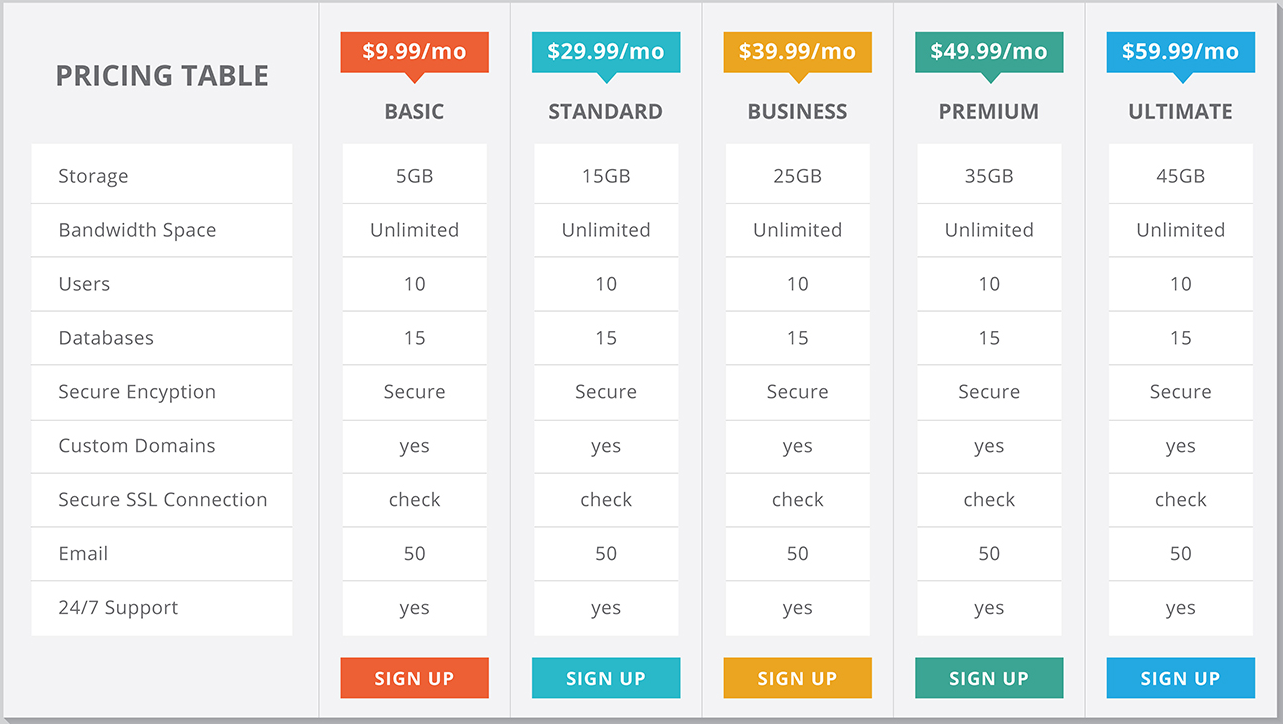 $9.99/mo $29.99/mo $39.99/mo $49.99/mo $59.99/mo
PRICING TABLE
BASIC STANDARD BUSINESS PREMIUM ULTIMATE
Storage 5GB 15GB 25GB 35GB 45GB
Bandwidth Space Unlimited Unlimited Unlimited Unlimited Unlimited
Users 10 10 10 10 10
Databases 15 15 15 15 15
Secure Encyption Secure Secure Secure Secure Secure
Custom Domains yes yes yes yes yes
Secure SSL Connection check check check check check
Email 50 50 50 50 50
24/7 Support yes yes yes yes yes
SIGN UP SIGN UP SIGN UP SIGN UP SIGN UP